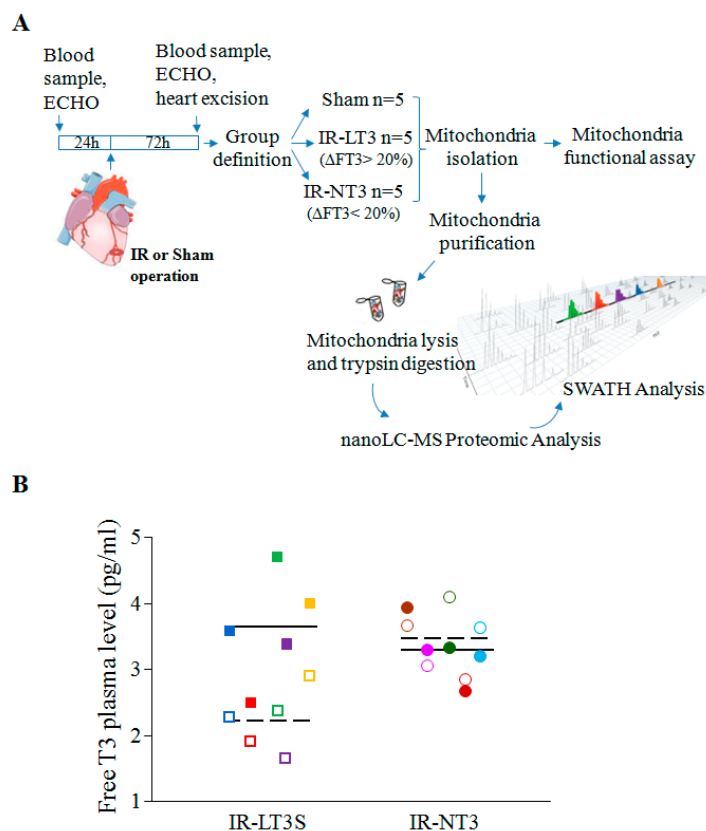 A
Blood
sample,
ECHO
Blood sample,
ECHO,
heart excision
24h
72h
IR or Sham
operation
Group
definition
Sham n=5
IR-LT3 n=5
(ΔFT3> 20%)
IR-NT3 n=5
(ΔFT3< 20%)
Mitochondria
isolation
Mitochondria
functional assay
Mitochondria
purification
Mitochondria lysis
and trypsin digestion
SWATH Analysis
nanoLC-MS Proteomic Analysis
B
Free T3 plasma level (pg/ml)
5
4
3
2
1
IR-LT3S
IR-NT3